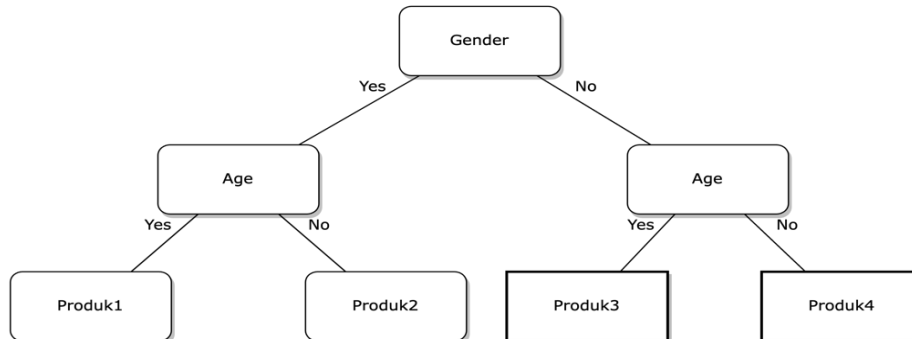 Gender
Yes
No
Age
Age
Yes
No
Yes
No
Produk1
Produk2
Produk3
Produk4